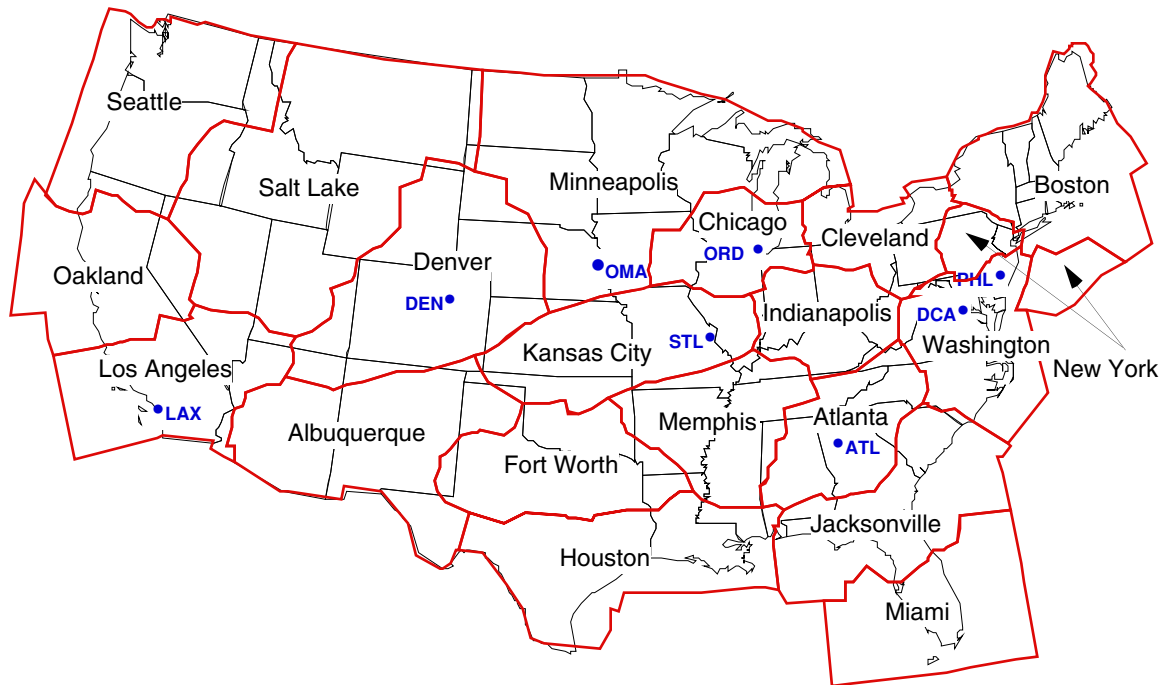 Seattle
Salt Lake
Minneapolis
Boston
Chicago
Cleveland
ORD
Oakland
Denver
OMA
PHL
DEN
Indianapolis
DCA
STL
Kansas City
Washington
Los Angeles
New York
LAX
Albuquerque
Memphis
Atlanta
ATL
Fort Worth
Jacksonville
Houston
Miami